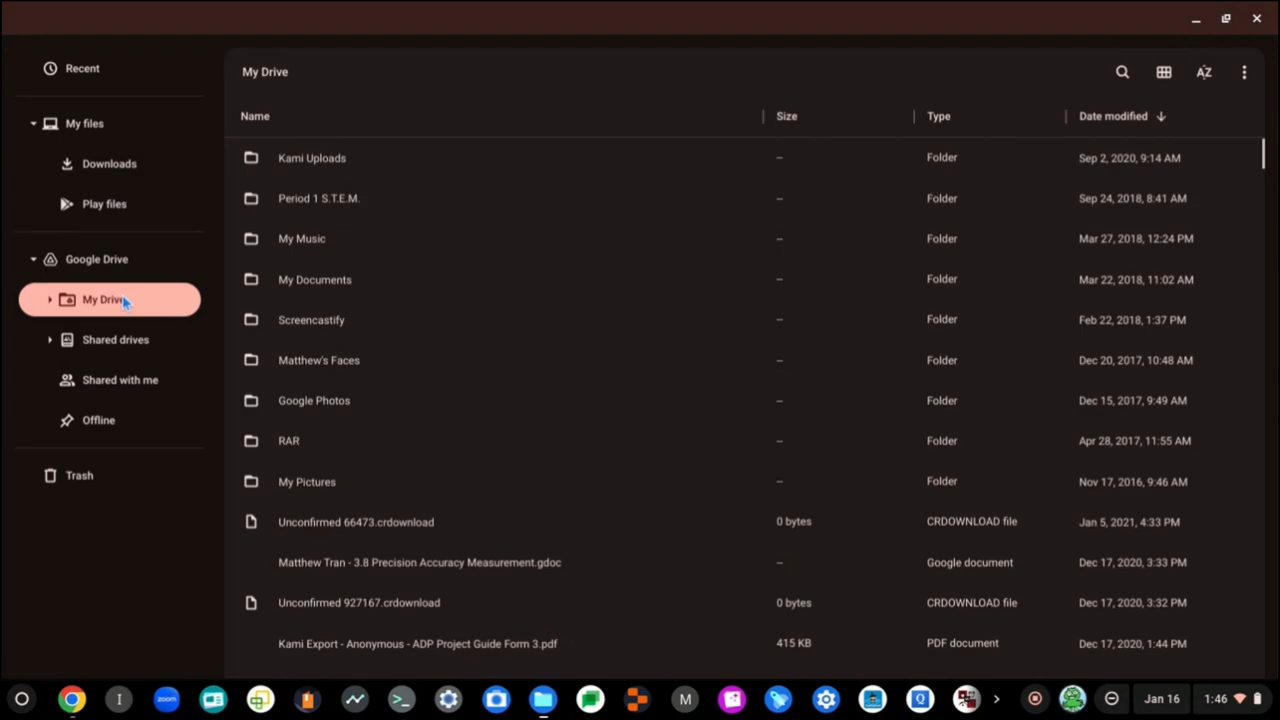 Recent
My files
Downloads
Play files
Google Drive
My Drive
Shared drives
Shared with me
Offline
Trash
My Drive
AZ
Name Size Type Date modified
Kami Uploads -- Folder Sep 2, 2020, 9:14 AM
Period 1 S.T.E.M. -- Folder Sep 24, 2018, 8:41 AM
My Music -- Folder Mar 27, 2018, 12:24 PM
My Documents -- Folder Mar 22, 2018, 11:02 AM
Screencastify -- Folder Feb 22, 2018, 1:37 PM
Matthew's Faces -- Folder Dec 20, 2017, 10:48 AM
Google Photos -- Folder Dec 15, 2017, 9:49 AM
RAR -- Folder Apr 28, 2017, 11:55 AM
My Pictures -- Folder Nov 17, 2016, 9:46 AM
Unconfirmed 66473.crdownload 0 bytes CRDOWNLOAD file Jan 5, 2021, 4:33 PM
Matthew Tran - 3.8 Precision Accuracy Measurement.gdoc -- Google document Dec 17, 2020, 3:33 PM
Unconfirmed 927167.crdownload 0 bytes CRDOWNLOAD file Dec 17, 2020, 3:32 PM
Kami Export - Anonymous - ADP Project Guide Form 3.pdf 415 KB PDF document Dec 17, 2020, 1:44 PM
I zoom M Q Jan 16 1:46